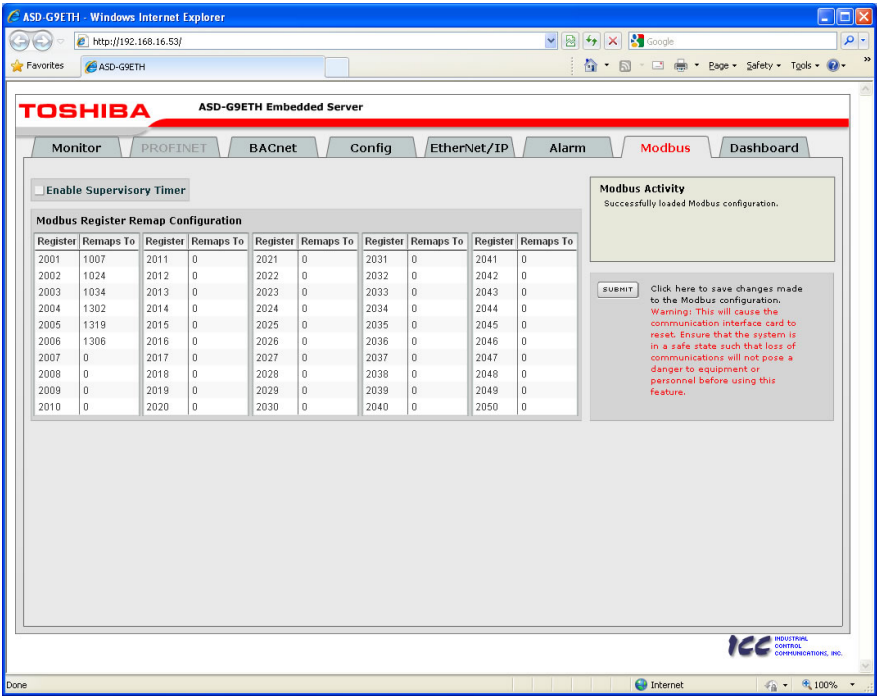 ASD-G9ETH - Windows Internet Explorer
http://192.168.16.53/
Google
Favorites ASD-G9ETH Page Safety Tools
TOSHIBA ASD-G9ETH Embedded Server
Monitor PROFINET BACnet Config EtherNet/IP Alarm Modbus Dashboard
Enable Supervisory Timer
Modbus Register Remap Configuration
Register Remaps To Register Remaps To Register Remaps To Register Remaps To Register Remaps To
2001 1007 2011 0 2021 0 2031 0 2041 0
2002 1024 2012 0 2022 0 2032 0 2042 0
2003 1034 2013 0 2023 0 2033 0 2043 0
2004 1302 2014 0 2024 0 2034 0 2044 0
2005 1319 2015 0 2025 0 2035 0 2045 0
2006 1306 2016 0 2026 0 2036 0 2046 0
2007 0 2017 0 2027 0 2037 0 2047 0
2008 0 2018 0 2028 0 2038 0 2048 0
2009 0 2019 0 2029 0 2039 0 2049 0
2010 0 2020 0 2030 0 2040 0 2050 0
Modbus Activity
Successfully loaded Modbus configuration.
SUBMIT
Click here to save changes made
to the Modbus configuration.
Warning: This will cause the
communication interface card to
reset. Ensure that the system is
in a safe state such that loss of
communications will not pose a
danger to equipment or
personnel before using this
feature.
ICC INDUSTRIAL
CONTROL
COMMUNICATIONS, INC.
Done Internet 100%